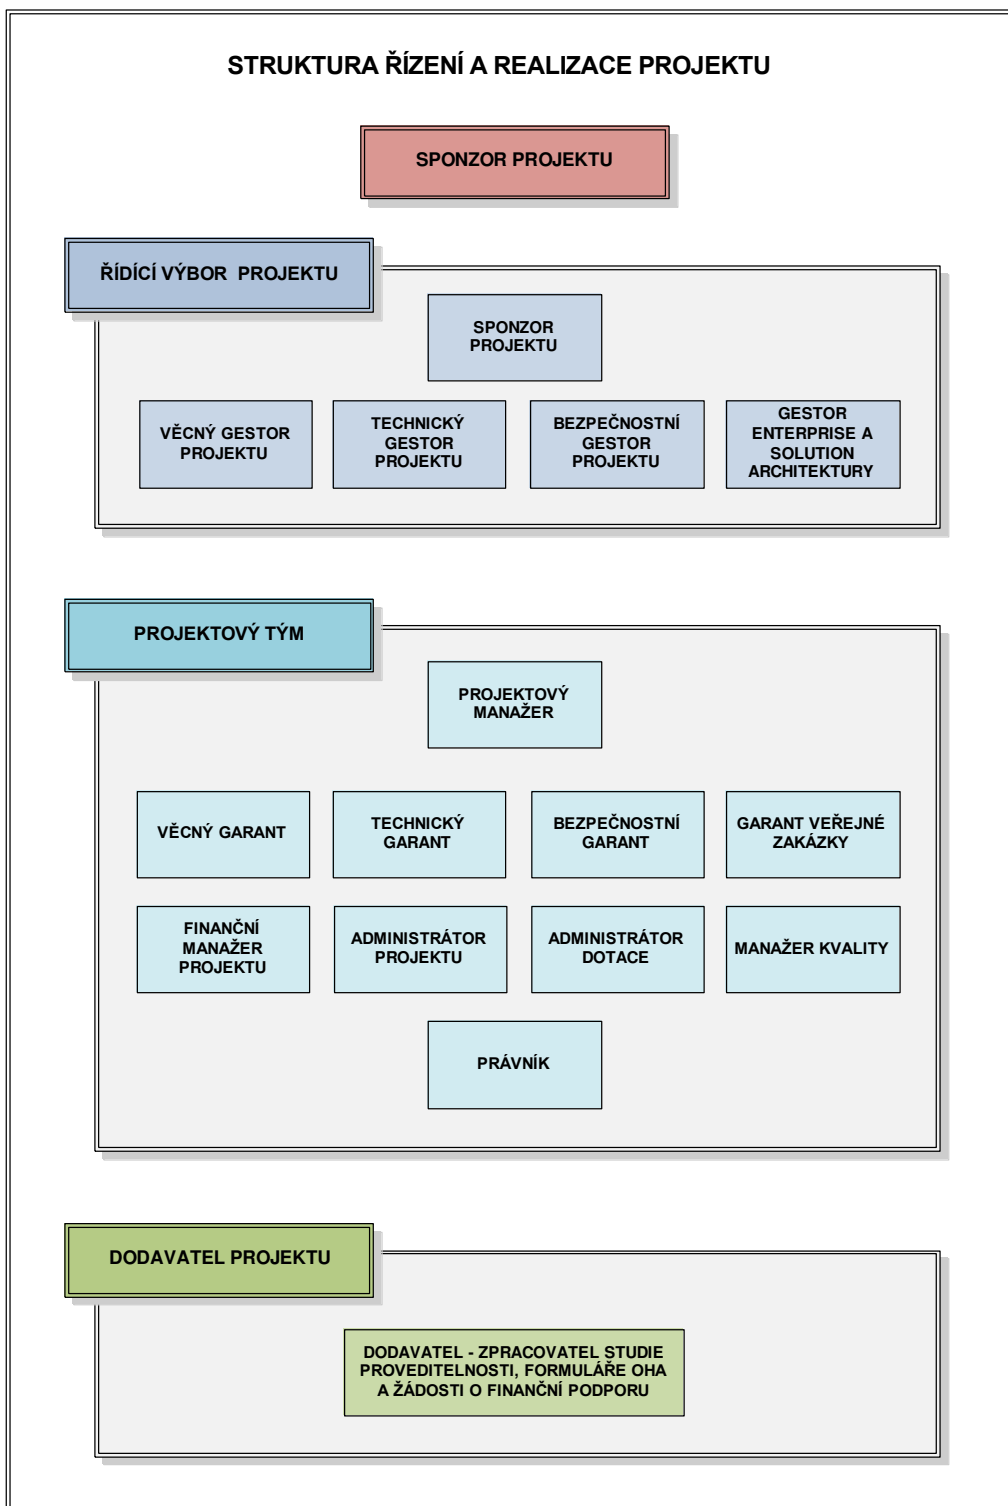 STRUKTURA ŘÍZENÍ A REALIZACE PROJEKTU
SPONZOR PROJEKTU
ŘÍDÍCÍ VÝBOR PROJEKTU
SPONZOR
PROJEKTU
VĚCNÝ GESTOR
PROJEKTU
TECHNICKÝ
GESTOR
PROJEKTU
BEZPEČNOSTNÍ
GESTOR
PROJEKTU
GESTOR
ENTERPRISE A
SOLUTION
ARCHITEKTURY
PROJEKTOVÝ TÝM
PROJEKTOVÝ
MANAŽER
VĚCNÝ GARANT
TECHNICKÝ
GARANT
BEZPEČNOSTNÍ
GARANT
GARANT VEŘEJNÉ
ZAKÁZKY
FINANČNÍ
MANAŽER
PROJEKTU
ADMINISTRÁTOR
PROJEKTU
ADMINISTRÁTOR
DOTACE
MANAŽER KVALITY
PRÁVNÍK
DODAVATEL PROJEKTU
DODAVATEL - ZPRACOVATEL STUDIE
PROVEDITELNOSTI, FORMULÁŘE OHA
A ŽÁDOSTI O FINANČNÍ PODPORU